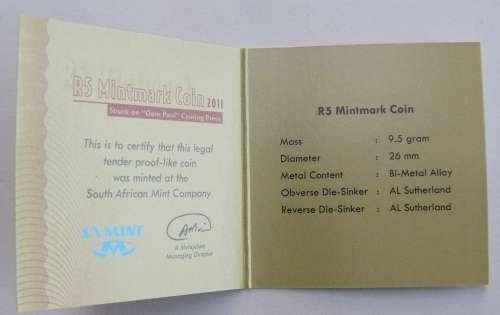 R5 Mintmark Coin 2011
Struck on "Oom Paul" Coining Press
This is to certify that this legal
tender proof-like coin
was minted at the
South African Mint Company
SA MINT
Managing Director
R5 Mintmark Coin
Mass : 9.5 gram
Diameter : 26 mm
Metal Content : Bi-Metal Alloy
Obverse Die-Sinker : AL Sutherland
Reverse Die-Sinker : AL Sutherland